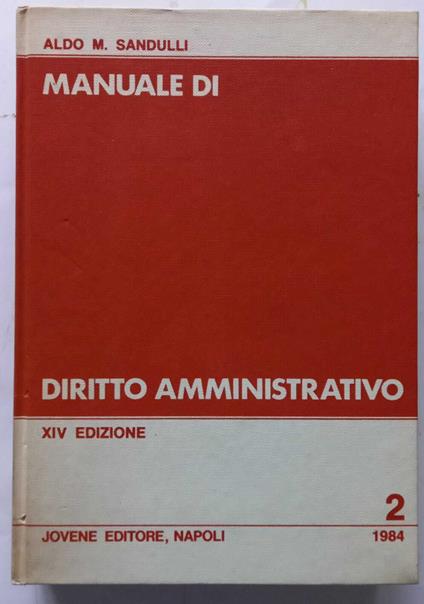 ALDO M. SANDULLI
MANUALE DI
DIRITTO AMMINISTRATIVO
XIV EDIZIONE
2
JOVENE EDITORE, NAPOLI 1984